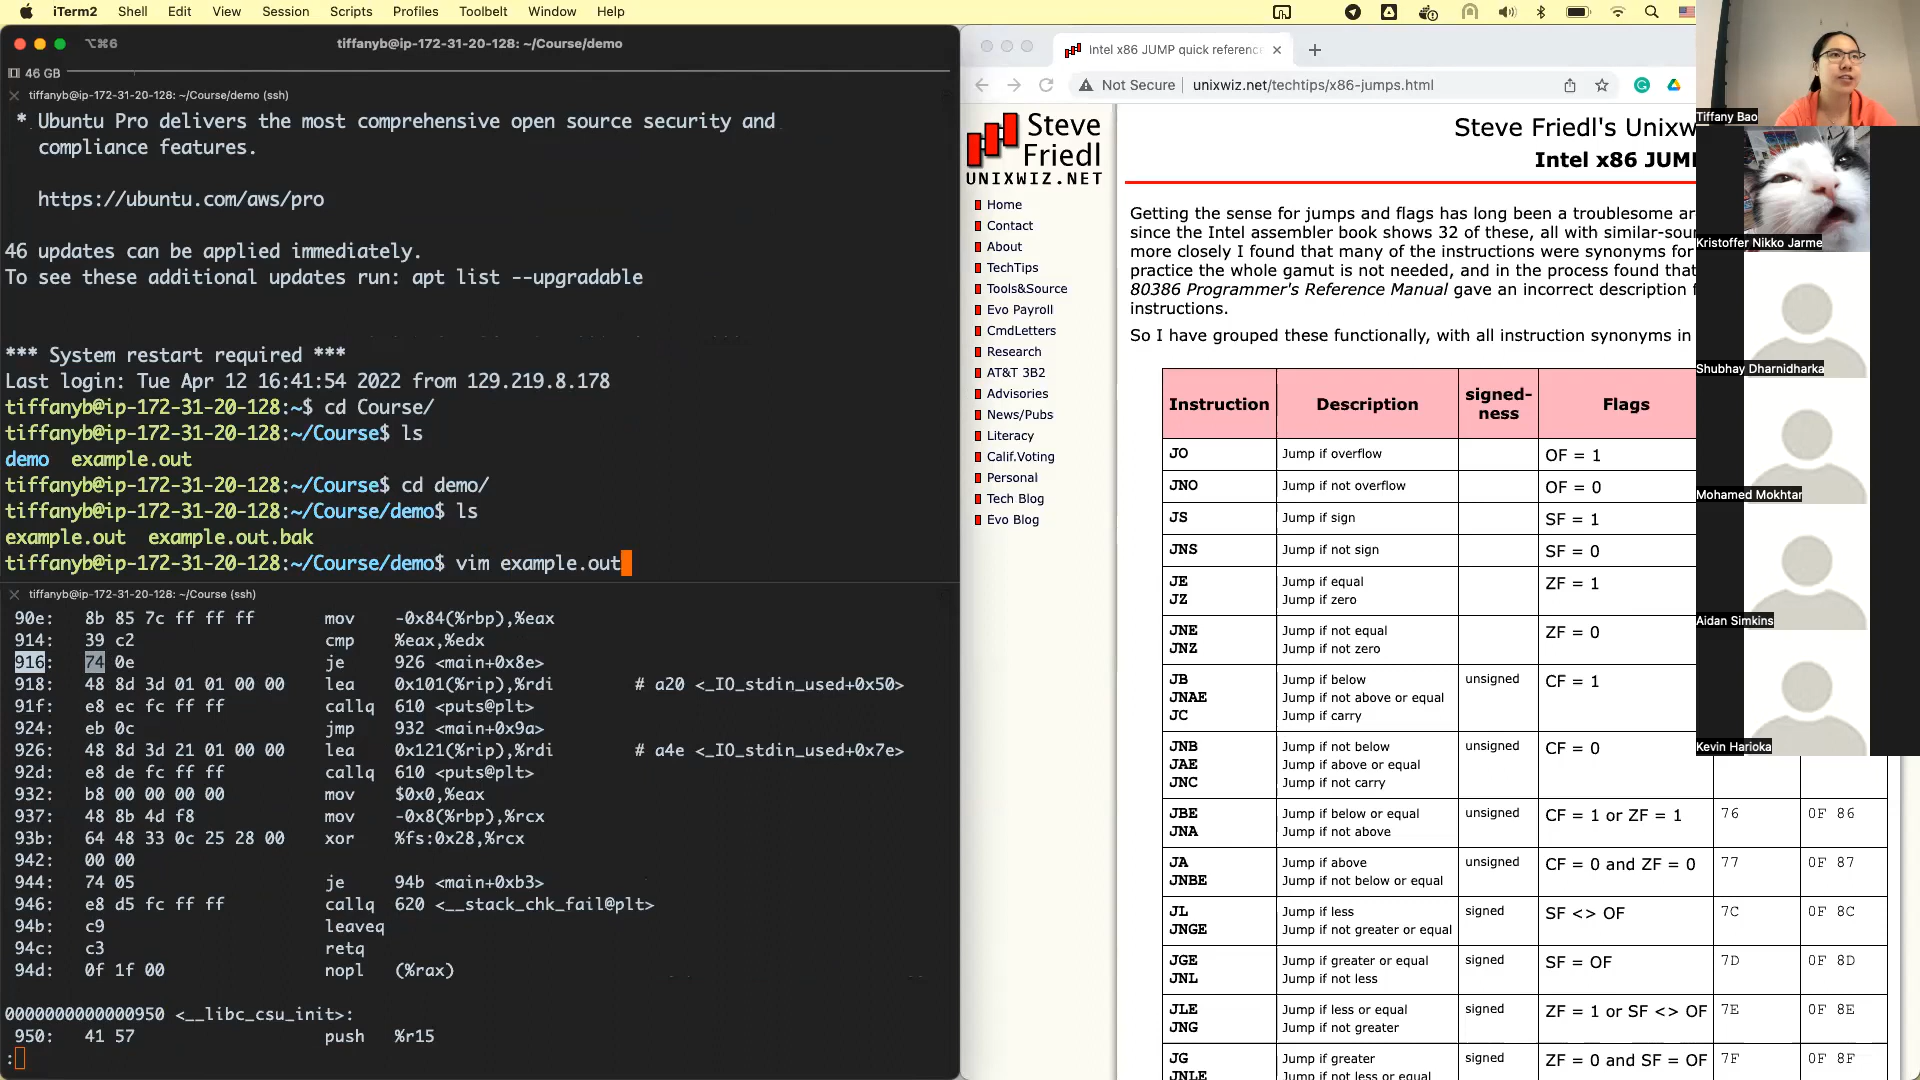 iTerm2 Shell Edit View Session Scripts Profiles Toolbelt Window Help
⌥⌘6
tiffanyb@ip-172-31-20-128: ~/Course/demo
46 GB
tiffanyb@ip-172-31-20-128: ~/Course/demo (ssh)
* Ubuntu Pro delivers the most comprehensive open source security and
compliance features.
https://ubuntu.com/aws/pro
46 updates can be applied immediately.
To see these additional updates run: apt list --upgradable
*** System restart required ***
Last login: Tue Apr 12 16:41:54 2022 from 129.219.8.178
tiffanyb@ip-172-31-20-128:~$ cd Course/
tiffanyb@ip-172-31-20-128:~/Course$ ls
demo example.out
tiffanyb@ip-172-31-20-128:~/Course$ cd demo/
tiffanyb@ip-172-31-20-128:~/Course/demo$ ls
example.out example.out.bak
tiffanyb@ip-172-31-20-128:~/Course/demo$ vim example.out
tiffanyb@ip-172-31-20-128: ~/Course (ssh)
90e: 8b 85 7c ff ff ff mov -0x84(%rbp),%eax
914: 39 c2 cmp %eax,%edx
916: 74 0e je 926 <main+0x8e>
918: 48 8d 3d 01 01 00 00 lea 0x101(%rip),%rdi # a20 <_IO_stdin_used+0x50>
91f: e8 ec fc ff ff callq 610 <puts@plt>
924: eb 0c jmp 932 <main+0x9a>
926: 48 8d 3d 21 01 00 00 lea 0x121(%rip),%rdi # a4e <_IO_stdin_used+0x7e>
92d: e8 de fc ff ff callq 610 <puts@plt>
932: b8 00 00 00 00 mov $0x0,%eax
937: 48 8b 4d f8 mov -0x8(%rbp),%rcx
93b: 64 48 33 0c 25 28 00 xor %fs:0x28,%rcx
942: 00 00
944: 74 05 je 94b <main+0xb3>
946: e8 d5 fc ff ff callq 620 <__stack_chk_fail@plt>
94b: c9 leaveq
94c: c3 retq
94d: 0f 1f 00 nopl (%rax)
0000000000000950 <__libc_csu_init>:
950: 41 57 push %r15
:
Intel x86 JUMP quick reference
Not Secure unixwiz.net/techtips/x86-jumps.html
Steve
Friedl
UNIXWIZ.NET
Home
Contact
About
TechTips
Tools&Source
Evo Payroll
CmdLetters
Research
AT&T 3B2
Advisories
News/Pubs
Literacy
Calif.Voting
Personal
Tech Blog
Evo Blog
Steve Friedl's Unixw
Intel x86 JUM
Getting the sense for jumps and flags has long been a troublesome ar
since the Intel assembler book shows 32 of these, all with similar-sou
more closely I found that many of the instructions were synonyms for
practice the whole gamut is not needed, and in the process found that
80386 Programmer's Reference Manual gave an incorrect description f
instructions.
So I have grouped these functionally, with all instruction synonyms in
Instruction Description signed-ness Flags
JO Jump if overflow OF = 1
JNO Jump if not overflow OF = 0
JS Jump if sign SF = 1
JNS Jump if not sign SF = 0
JE Jump if equal ZF = 1
JZ Jump if zero
JNE Jump if not equal ZF = 0
JNZ Jump if not zero
JB Jump if below unsigned CF = 1
JNAE Jump if not above or equal
JC Jump if carry
JNB Jump if not below unsigned CF = 0
JAE Jump if above or equal
JNC Jump if not carry
JBE Jump if below or equal unsigned CF = 1 or ZF = 1 76 0F 86
JNA Jump if not above
JA Jump if above unsigned CF = 0 and ZF = 0 77 0F 87
JNBE Jump if not below or equal
JL Jump if less signed SF <> OF 7C 0F 8C
JNGE Jump if not greater or equal
JGE Jump if greater or equal signed SF = OF 7D 0F 8D
JNL Jump if not less
JLE Jump if less or equal signed ZF = 1 or SF <> OF 7E 0F 8E
JNG Jump if not greater
JG Jump if greater signed ZF = 0 and SF = OF 7F 0F 8F
JNLE Jump if not less or equal
Tiffany Bao
Kristoffer Nikko Jarme
Shubhay Dharnidharka
Mohamed Mokhtar
Aidan Simkins
Kevin Harioka